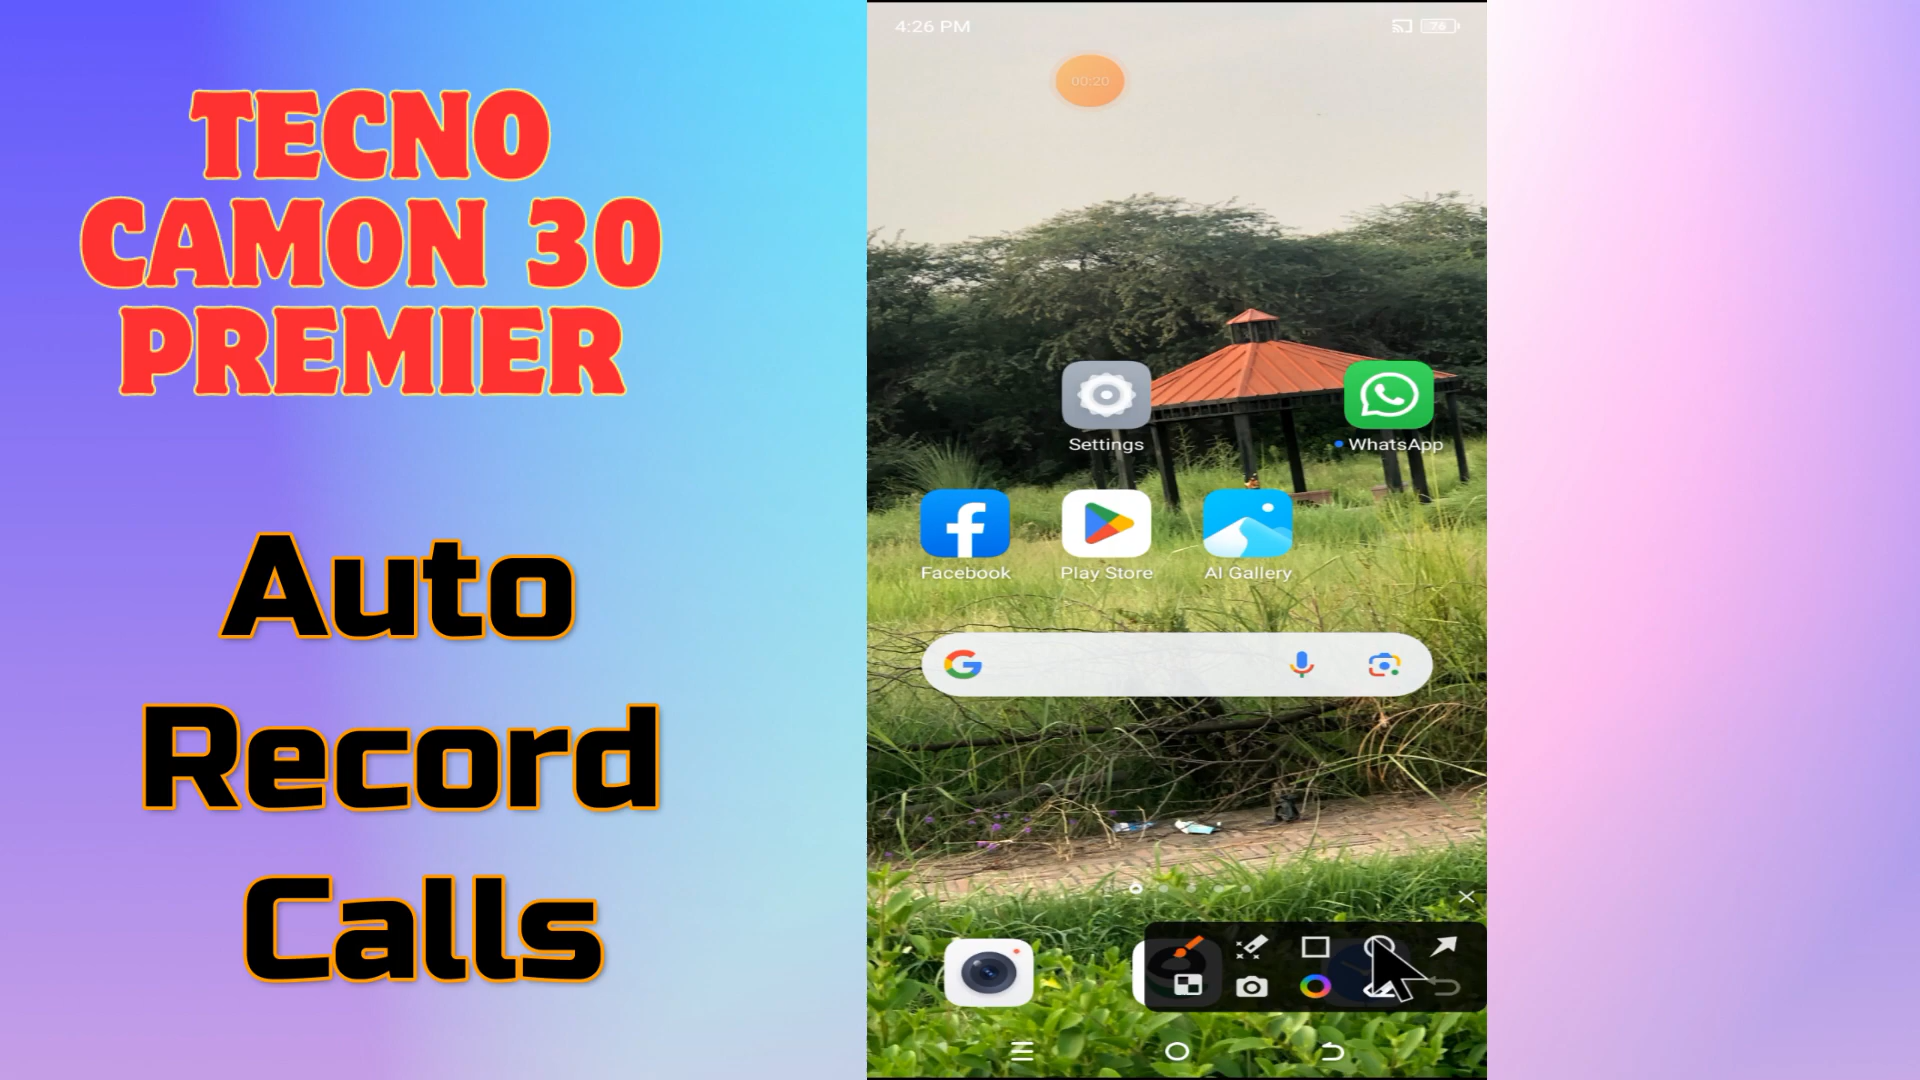 TECNO
CAMON 30
PREMIER
Auto
Record
Calls
4:26 PM
76
00:20
Settings
WhatsApp
Facebook
Play Store
AI Gallery